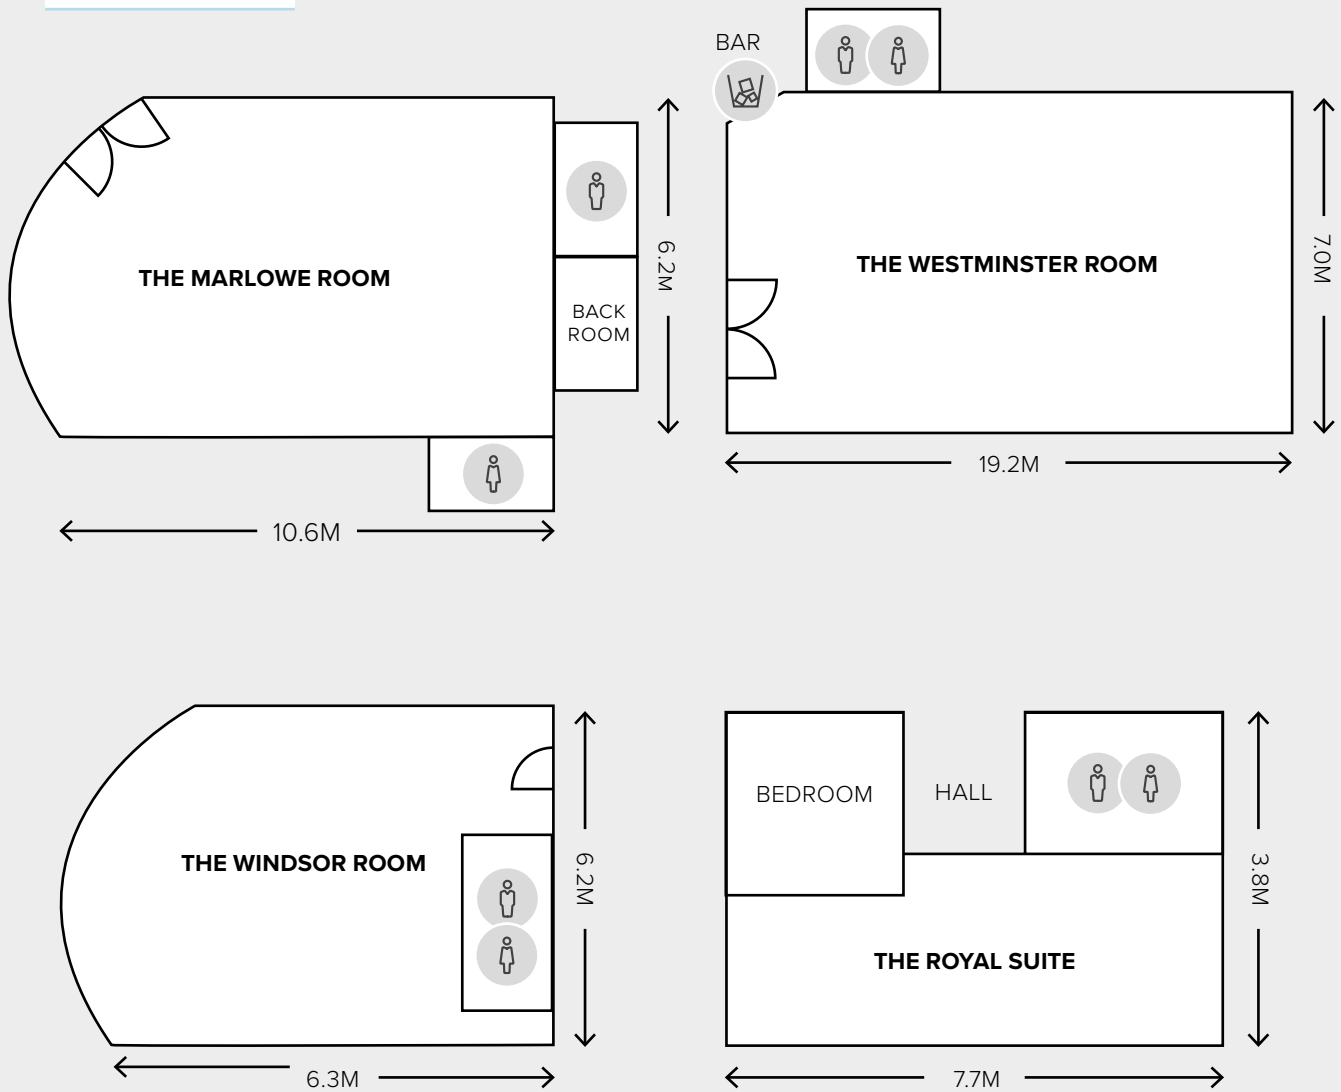 BAR
THE MARLOWE ROOM
BACK
ROOM
6.2M
10.6M
THE WESTMINSTER ROOM
7.0M
19.2M
THE WINDSOR ROOM
6.2M
6.3M
BEDROOM
HALL
THE ROYAL SUITE
3.8M
7.7M